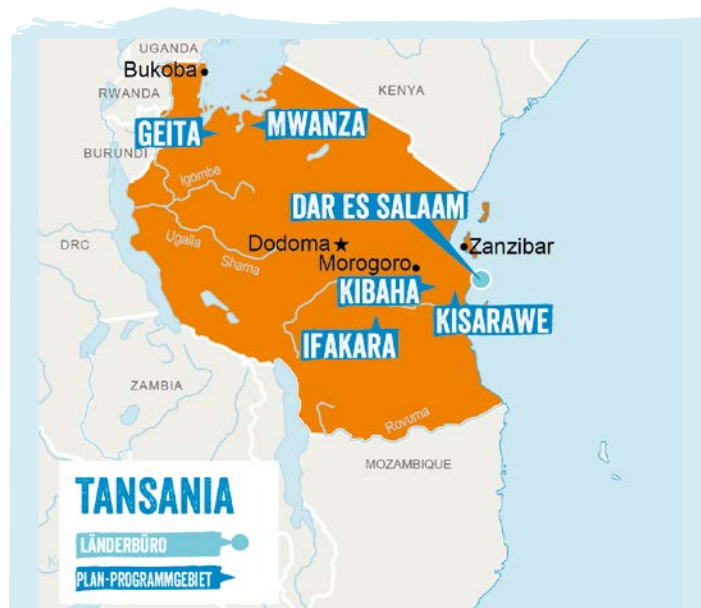 UGANDA
Bukoba
RWANDA
KENYA
GEITA
MWANZA
BURUNDI
Igombe
DAR ES SALAAM
Ugalla
DRC
Dodoma
Zanzibar
Shama
Morogoro
KIBAHA
KISARAWE
IFAKARA
ZAMBIA
Rovuma
MOZAMBIQUE
TANSANIA
LÄNDERBÜRO
PLAN-PROGRAMMGEBIET